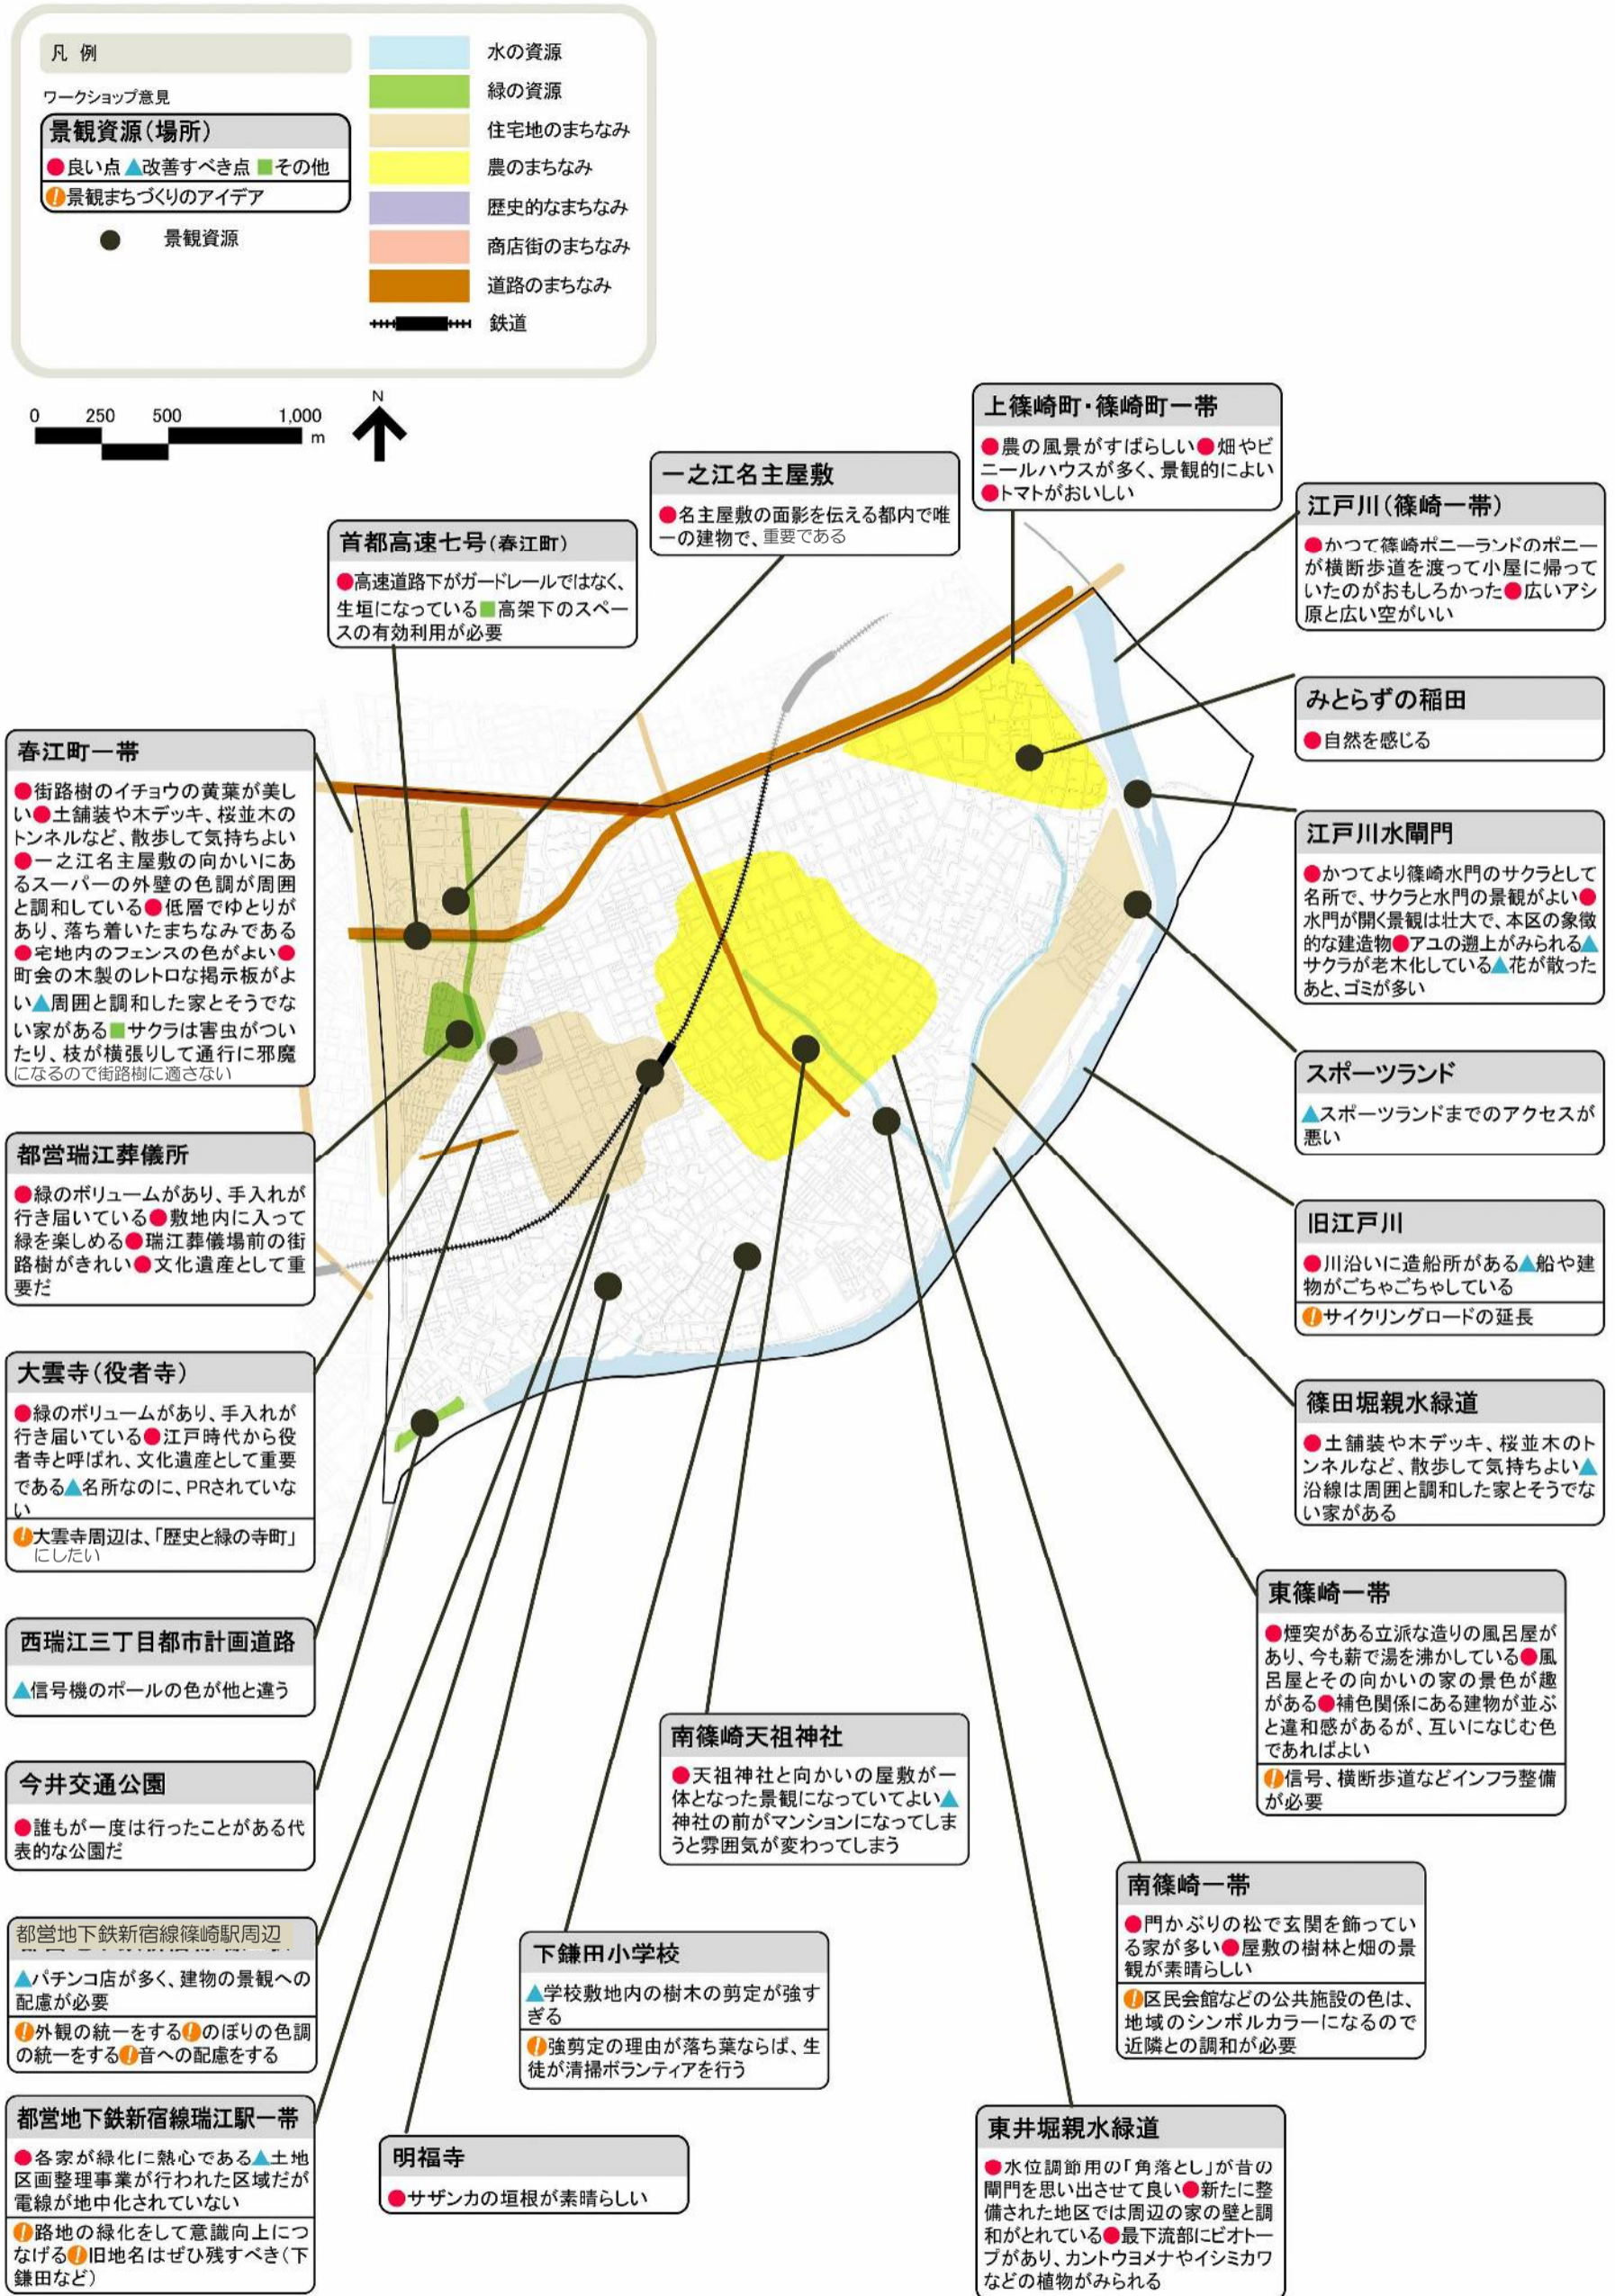 凡 例
ワークショップ意見
景観資源(場所)
●良い点▲改善すべき点■その他
!景観まちづくりのアイデア
景観資源
水の資源
緑の資源
住宅地のまちなみ
農のまちなみ
歴史的なまちなみ
商店街のまちなみ
道路のまちなみ
鉄道
0 250 500 1,000
m
N
上篠崎町・篠崎町一帯
●農の風景がすばらしい●畑やビ
ニールハウスが多く、景観的によい
●トマトがおいしい
一之江名主屋敷
●名主屋敷の面影を伝える都内で唯
一の建物で、重要である
江戸川(篠崎一帯)
●かつて篠崎ポニーランドのポニー
が横断歩道を渡って小屋に帰って
いたのがおもしろかった●広いアシ
原と広い空がいい
首都高速七号(春江町)
●高速道路下がガードレールではなく、
生垣になっている■高架下のスペー
スの有効利用が必要
みとらずの稲田
●自然を感じる
春江町一帯
●街路樹のイチョウの黄葉が美し
い●土舗装や木デッキ、桜並木の
トンネルなど、散歩して気持ちよい
●一之江名主屋敷の向かいにあ
るスーパーの外壁の色調が周囲
と調和している●低層でゆとりが
あり、落ち着いたまちなみである
●宅地内のフェンスの色がよい●
町会の木製のレトロな掲示板がよ
い▲周囲と調和した家とそうでな
い家がある■サクラは害虫がつい
たり、枝が横張りして通行に邪魔
になるので街路樹に適さない
江戸川水閘門
●かつてより篠崎水門のサクラとして
名所で、サクラと水門の景観がよい●
水門が開く景観は壮大で、本区の象徴
的な建造物●アユの遡上がみられる▲
サクラが老木化している▲花が散った
あと、ゴミが多い
スポーツランド
▲スポーツランドまでのアクセスが
悪い
都営瑞江葬儀所
●緑のボリュームがあり、手入れが
行き届いている●敷地内に入って
緑を楽しめる●瑞江葬儀場前の街
路樹がきれい●文化遺産として重
要だ
旧江戸川
●川沿いに造船所がある▲船や建
物がごちゃごちゃしている
!サイクリングロードの延長
大雲寺(役者寺)
●緑のボリュームがあり、手入れが
行き届いている●江戸時代から役
者寺と呼ばれ、文化遺産として重要
である▲名所なのに、PRされていな
い
!大雲寺周辺は、「歴史と緑の寺町」
にしたい
篠田堀親水緑道
●土舗装や木デッキ、桜並木のト
ンネルなど、散歩して気持ちよい▲
沿線は周囲と調和した家とそうでな
い家がある
西瑞江三丁目都市計画道路
▲信号機のポールの色が他と違う
東篠崎一帯
●煙突がある立派な造りの風呂屋が
あり、今も薪で湯を沸かしている●風
呂屋とその向かいの家の景色が趣
がある●補色関係にある建物が並ぶ
と違和感があるが、互いになじむ色
であればよい
!信号、横断歩道などインフラ整備
が必要
今井交通公園
●誰もが一度は行ったことがある代
表的な公園だ
南篠崎天祖神社
●天祖神社と向かいの屋敷が一
体となった景観になっていてよい▲
神社の前がマンションになってしま
うと雰囲気が変わってしまう
南篠崎一帯
●門かぶりの松で玄関を飾ってい
る家が多い●屋敷の樹林と畑の景
観が素晴らしい
!区民会館などの公共施設の色は、
地域のシンボルカラーになるので
近隣との調和が必要
都営地下鉄新宿線篠崎駅周辺
▲パチンコ店が多く、建物の景観への
配慮が必要
!外観の統一をする!のぼりの色調
の統一をする!音への配慮をする
下鎌田小学校
▲学校敷地内の樹木の剪定が強す
ぎる
!強剪定の理由が落ち葉ならば、生
徒が清掃ボランティアを行う
都営地下鉄新宿線瑞江駅一帯
●各家が緑化に熱心である▲土地
区画整理事業が行われた区域だが
電線が地中化されていない
!路地の緑化をして意識向上につ
なげる!旧地名はぜひ残すべき(下
鎌田など)
明福寺
●サザンカの垣根が素晴らしい
東井堀親水緑道
●水位調節用の「角落とし」が昔の
閘門を思い出させて良い●新たに整
備された地区では周辺の家の壁と調
和がとれている●最下流部にビオトー
プがあり、カントウヨメナやイシミカワ
などの植物がみられる